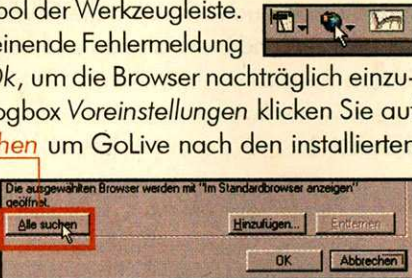 ool der Werkzeugleiste.
einende Fehlermeldung
Ok, um die Browser nachträglich einzu-
ogbox Voreinstellungen klicken Sie auf
hen um GoLive nach den installierten
Die ausgewählten Browser werden mit "Im Standardbrowser anzeigen"
geöffnet.
Alle suchen Hinzufügen... Entfernen
OK Abbrechen